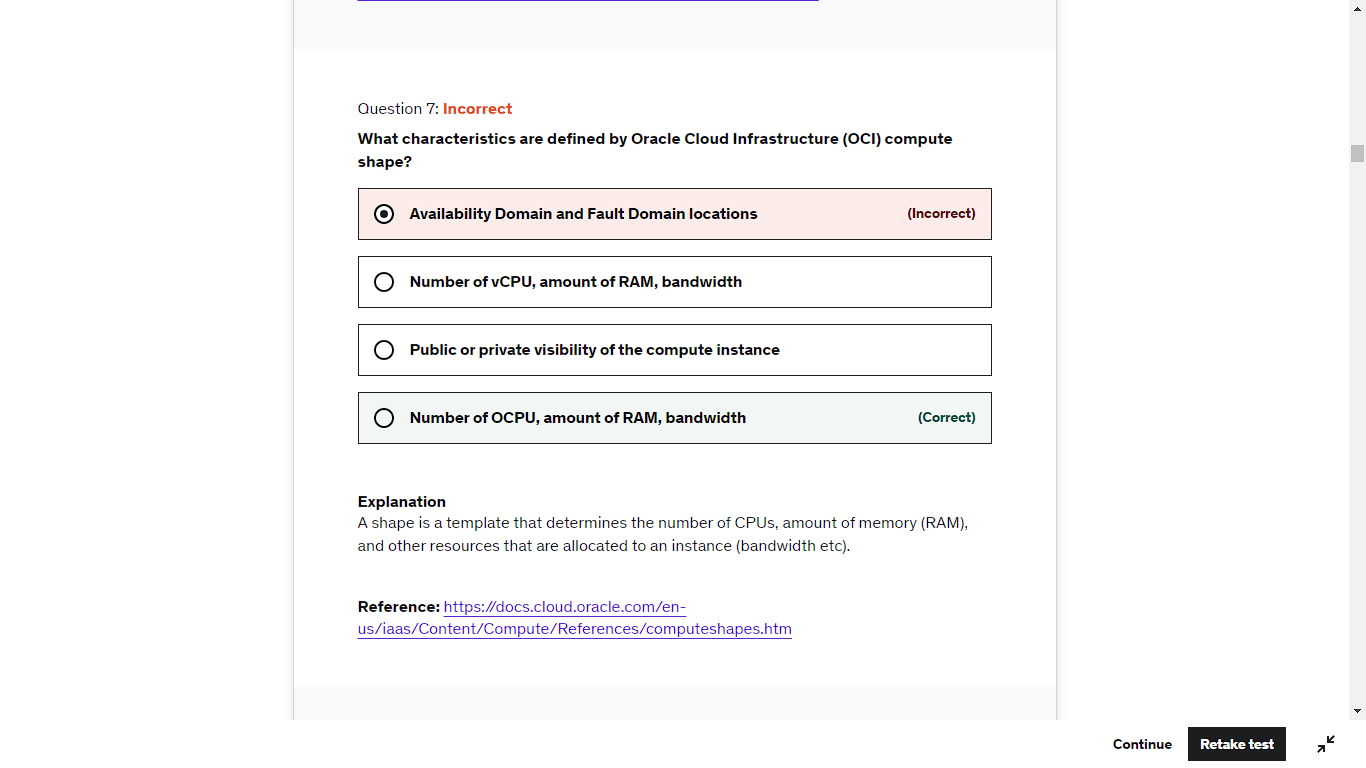 Question 7: Incorrect
What characteristics are defined by Oracle Cloud Infrastructure (OCI) compute
shape?
Availability Domain and Fault Domain locations (Incorrect)
Number of vCPU, amount of RAM, bandwidth
Public or private visibility of the compute instance
Number of OCPU, amount of RAM, bandwidth (Correct)
Explanation
A shape is a template that determines the number of CPUs, amount of memory (RAM),
and other resources that are allocated to an instance (bandwidth etc).
Reference: https://docs.cloud.oracle.com/en-
us/iaas/Content/Compute/References/computeshapes.htm
Continue Retake test